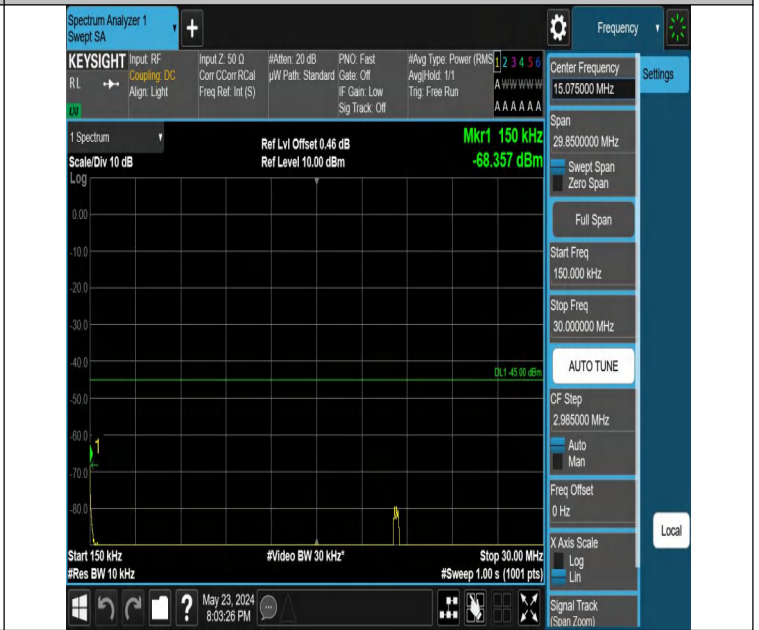 Spectrum Analyzer 1
Swept SA
+
Frequency
KEYSIGHT
RL
LXI
Input: RF
Coupling: DC
Align: Light
Input Z: 50 Ω
Corr CCorr RCal
Freq Ref: Int (S)
#Atten: 20 dB
µW Path: Standard
PNO: Fast
Gate: Off
IF Gain: Low
Sig Track: Off
#Avg Type: Power (RMS
Avg|Hold: 1/1
Trig: Free Run
1 2 3 4 5 6
A W W W W W
A A A A A A
1 Spectrum
Scale/Div 10 dB
Log
Ref Lvl Offset 0.46 dB
Ref Level 10.00 dBm
Mkr1 150 kHz
-68.357 dBm
0.00
-10.0
-20.0
-30.0
-40.0
DL1 -45.00 dBm
-50.0
-60.0
1
-70.0
-80.0
Start 150 kHz
#Video BW 30 kHz*
Stop 30.00 MHz
#Res BW 10 kHz
#Sweep 1.00 s (1001 pts)
Center Frequency
15.075000 MHz
Settings
Span
29.8500000 MHz
Swept Span
Zero Span
Full Span
Start Freq
150.000 kHz
Stop Freq
30.000000 MHz
AUTO TUNE
CF Step
2.985000 MHz
Auto
Man
Freq Offset
0 Hz
X Axis Scale
Log
Lin
Local
Signal Track
(Span Zoom)
?
May 23, 2024
8:03:26 PM